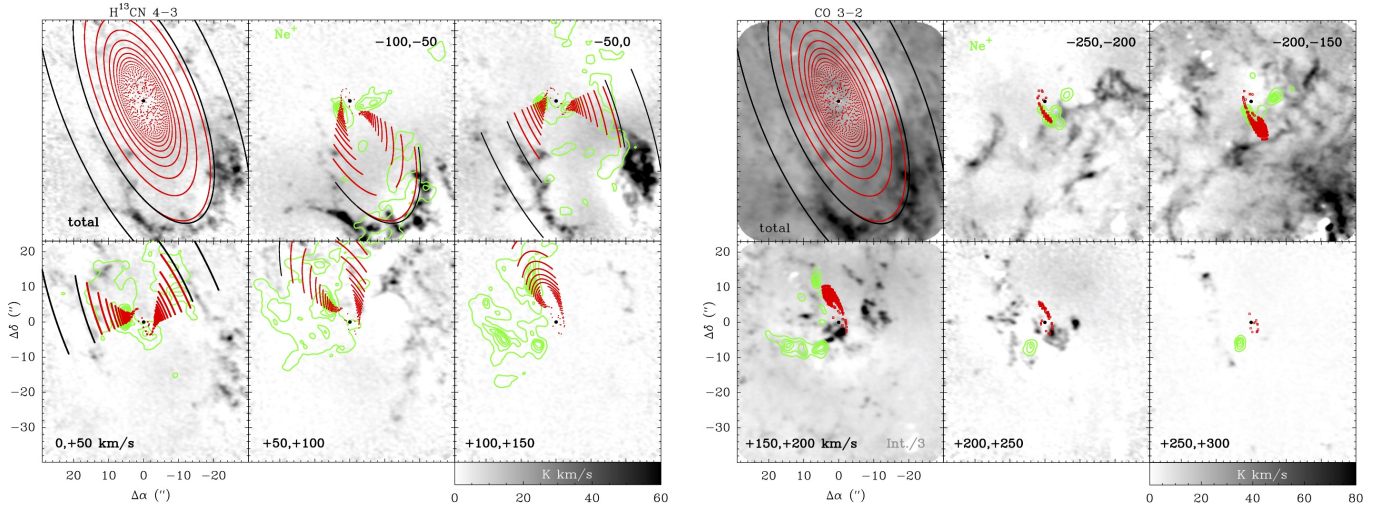 H¹³CN 4−3
total
Ne⁺
−100,−50
−50,0
20
10
0
−10
−20
−30
Δδ (")
0,+50 km/s
+50,+100
+100,+150
20 10 0 −10 −20
Δα (")
K km/s
0 20 40 60
CO 3−2
total
Ne⁺
−250,−200
−200,−150
20
10
0
−10
−20
−30
Δδ (")
+150,+200 km/s
Int./3
+200,+250
+250,+300
20 10 0 −10 −20
Δα (")
K km/s
0 20 40 60 80